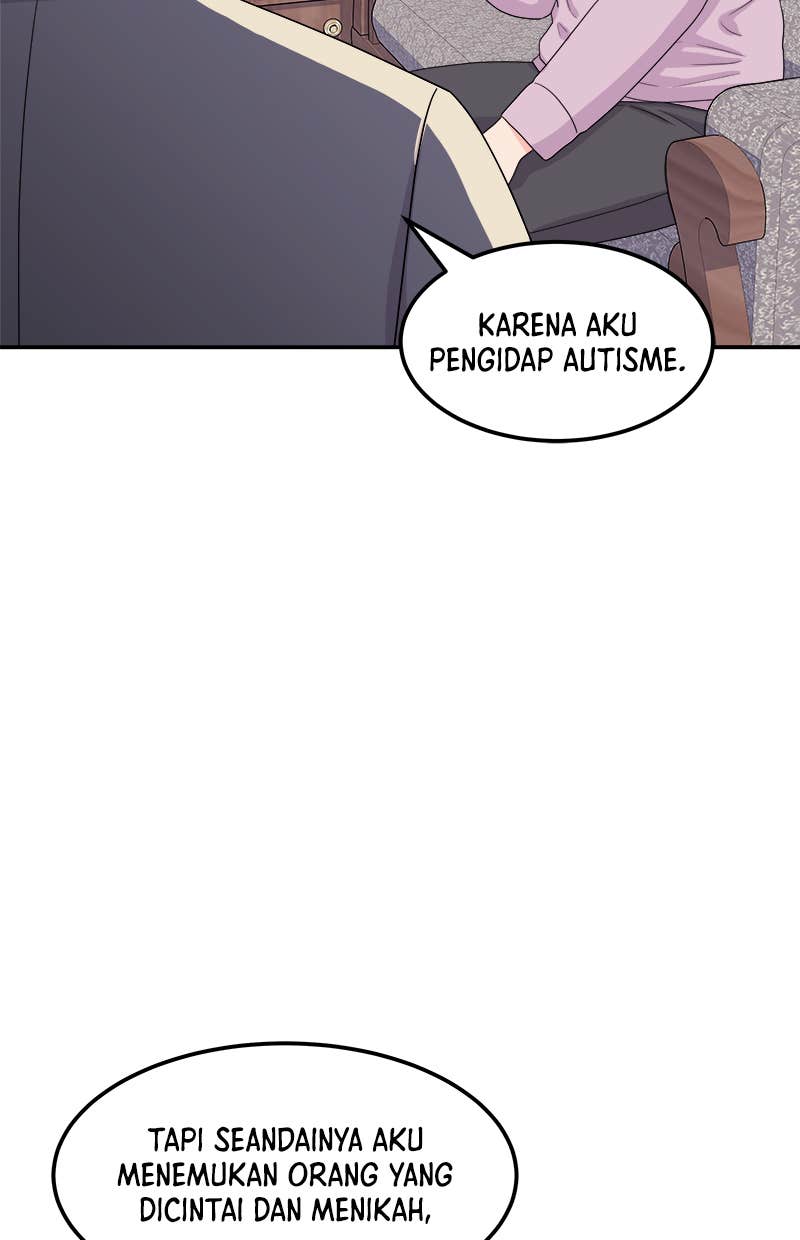 KARENA AKU
PENGIDAP AUTISME.
TAPI SEANDAINYA AKU
MENEMUKAN ORANG YANG
DICINTAI DAN MENIKAH,